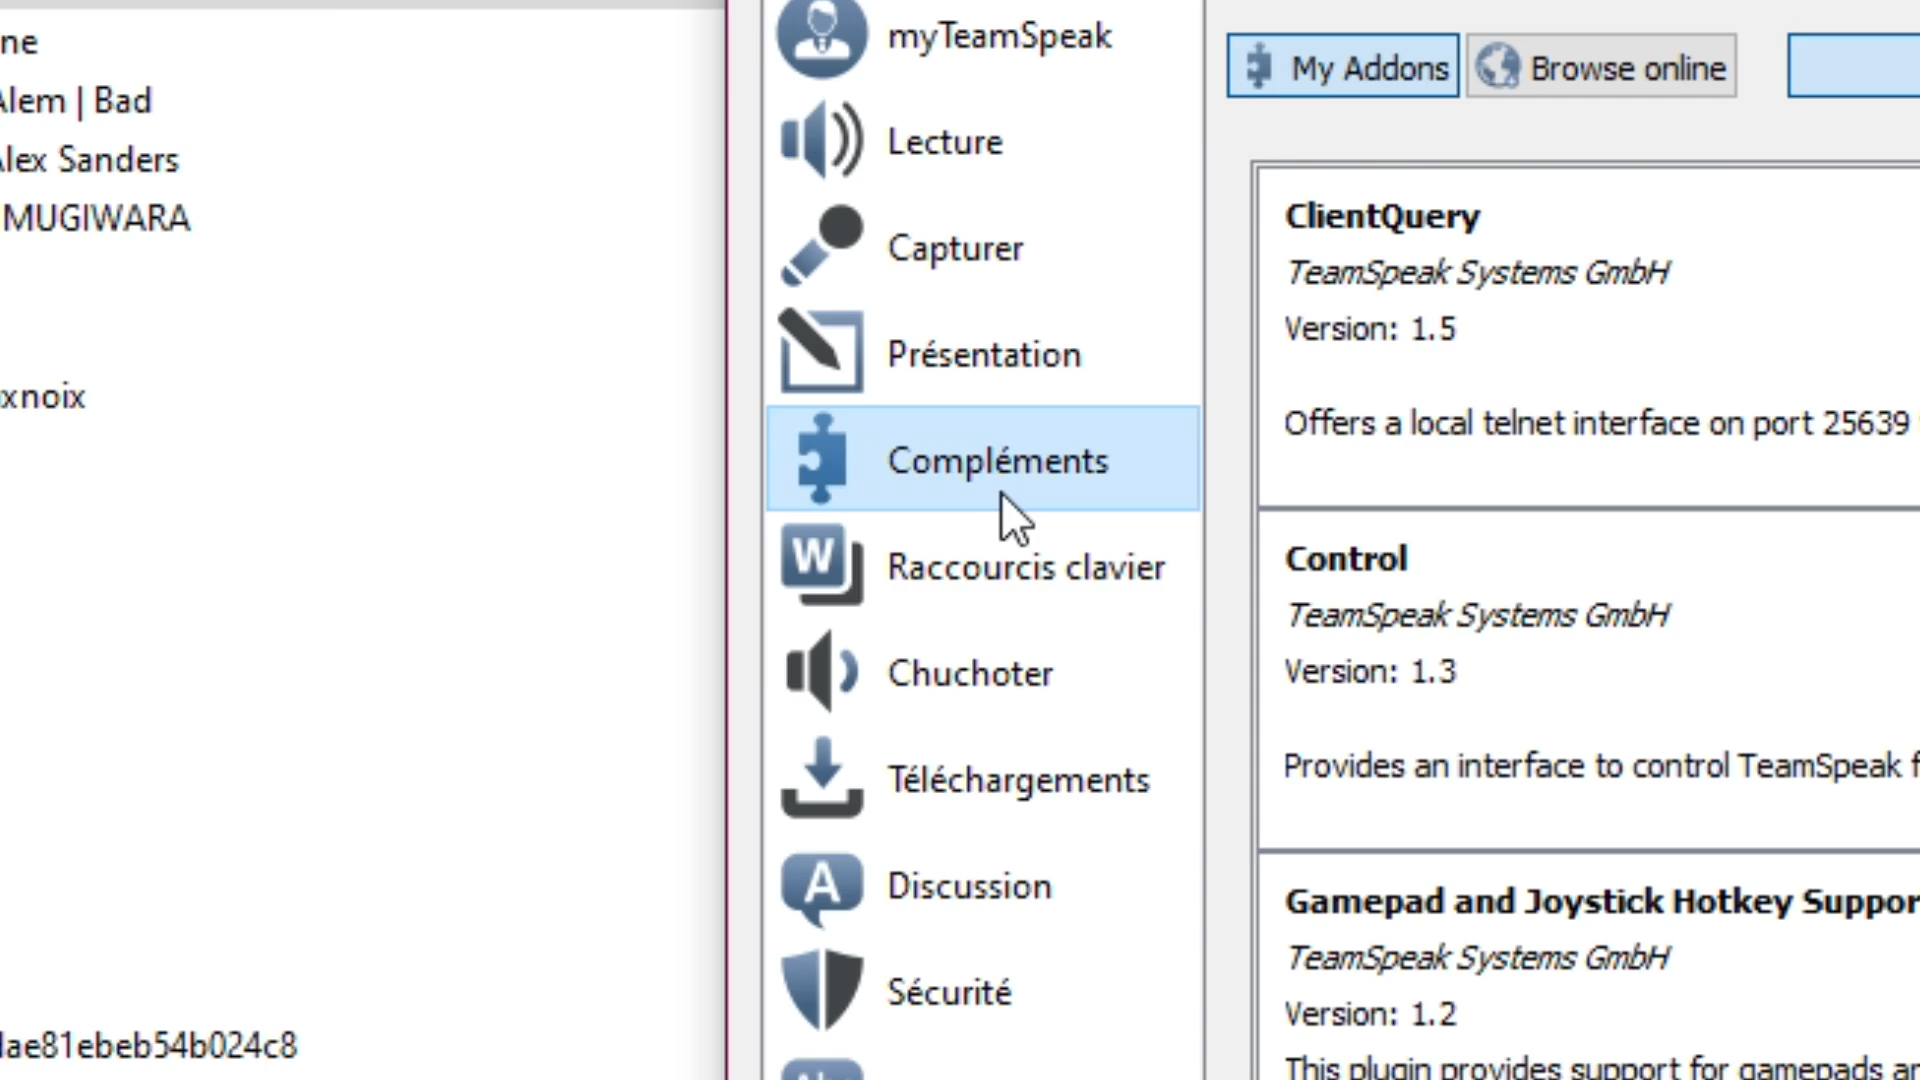 ne
Alem | Bad
Alex Sanders
MUGIWARA
xnoix
ae81ebeb54b024c8
myTeamSpeak
Lecture
Capturer
Présentation
Compléments
W
Raccourcis clavier
Chuchoter
Téléchargements
A
Discussion
Sécurité
My Addons
Browse online
ClientQuery
TeamSpeak Systems GmbH
Version: 1.5
Offers a local telnet interface on port 25639
Control
TeamSpeak Systems GmbH
Version: 1.3
Provides an interface to control TeamSpeak f
Gamepad and Joystick Hotkey Suppor
TeamSpeak Systems GmbH
Version: 1.2
This plugin provides support for gamepads an